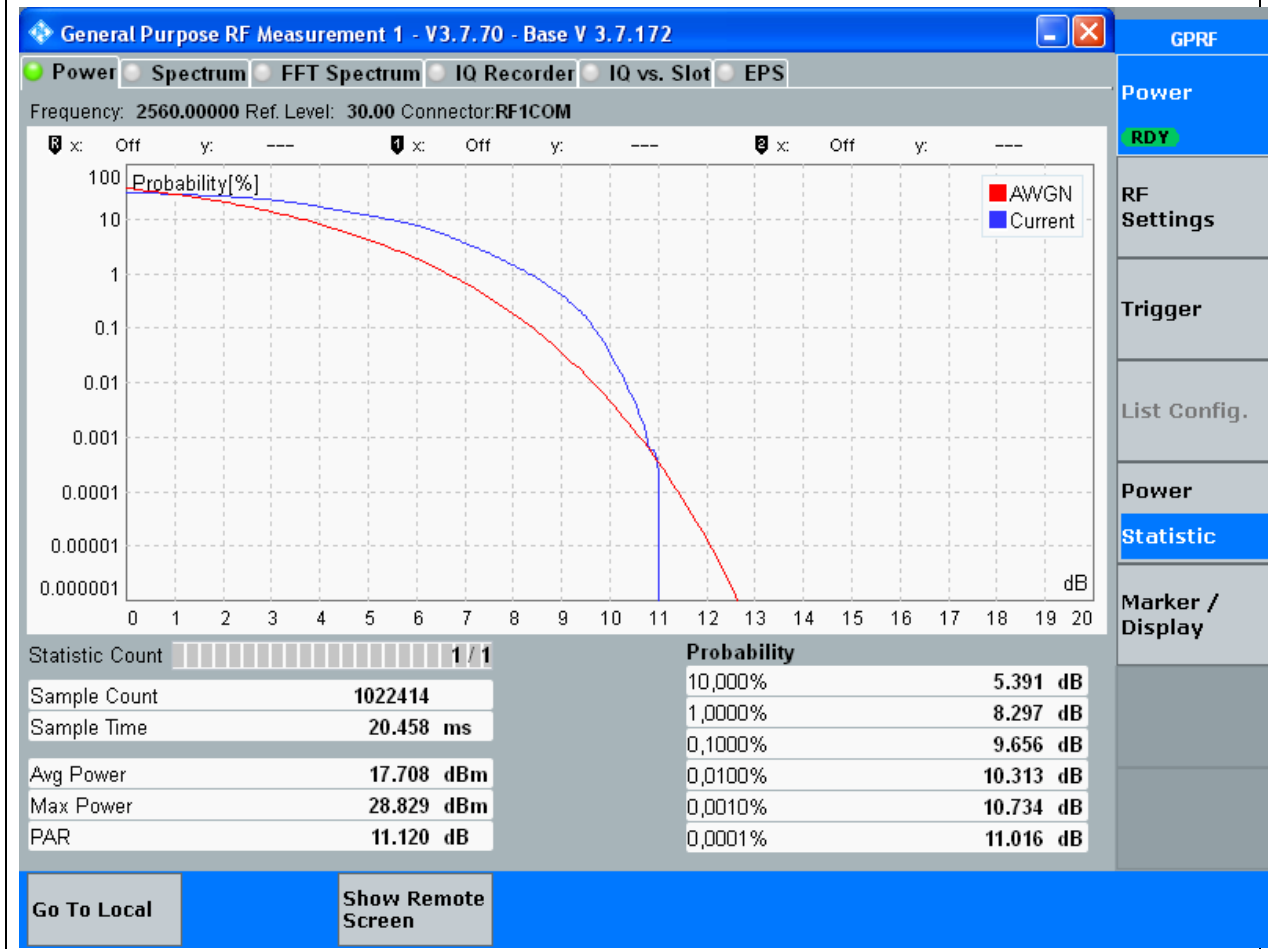 General Purpose RF Measurement 1 - V3.7.70 - Base V 3.7.172
GPRF
Power Spectrum FFT Spectrum IQ Recorder IQ vs. Slot EPS
Frequency: 2560.00000 Ref. Level: 30.00 Connector:RF1COM
R x: Off y: --- 1 x: Off y: --- 2 x: Off y: ---
Probability[%]
AWGN
Current
100
10
1
0.1
0.01
0.001
0.0001
0.00001
0.000001
dB
0 1 2 3 4 5 6 7 8 9 10 11 12 13 14 15 16 17 18 19 20
Statistic Count 1 / 1
Sample Count 1022414
Sample Time 20.458 ms
Avg Power 17.708 dBm
Max Power 28.829 dBm
PAR 11.120 dB
Probability
10,000% 5.391 dB
1,0000% 8.297 dB
0,1000% 9.656 dB
0,0100% 10.313 dB
0,0010% 10.734 dB
0,0001% 11.016 dB
Power
RDY
RF
Settings
Trigger
List Config.
Power
Statistic
Marker /
Display
Go To Local
Show Remote
Screen